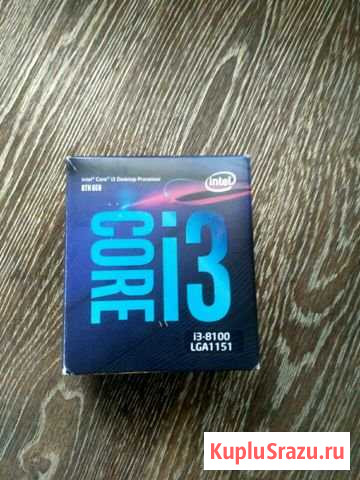 intel® Core™ i3 Desktop Processor
8TH GEN
intel
CORE i3
i3-8100
LGA1151
KupluSrazu.ru